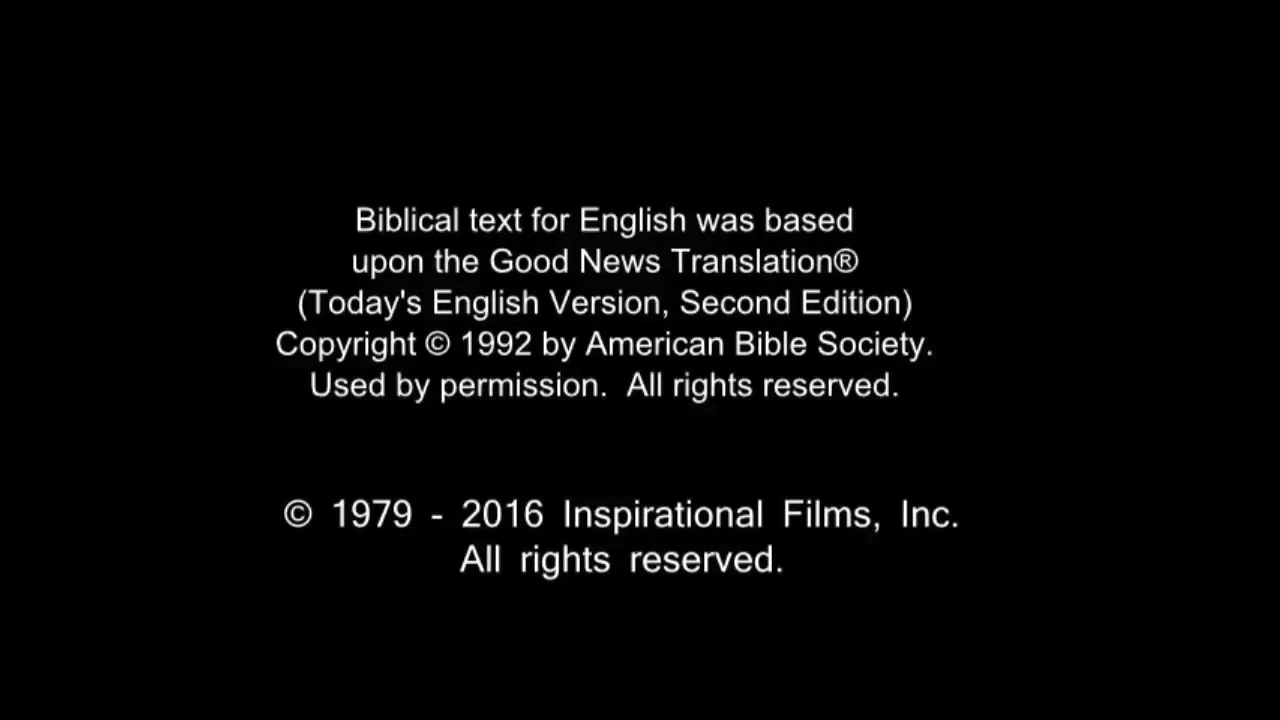 Biblical text for English was based
upon the Good News Translation®
(Today's English Version, Second Edition)
Copyright © 1992 by American Bible Society.
Used by permission.  All rights reserved.
© 1979 - 2016 Inspirational Films, Inc.
All rights reserved.